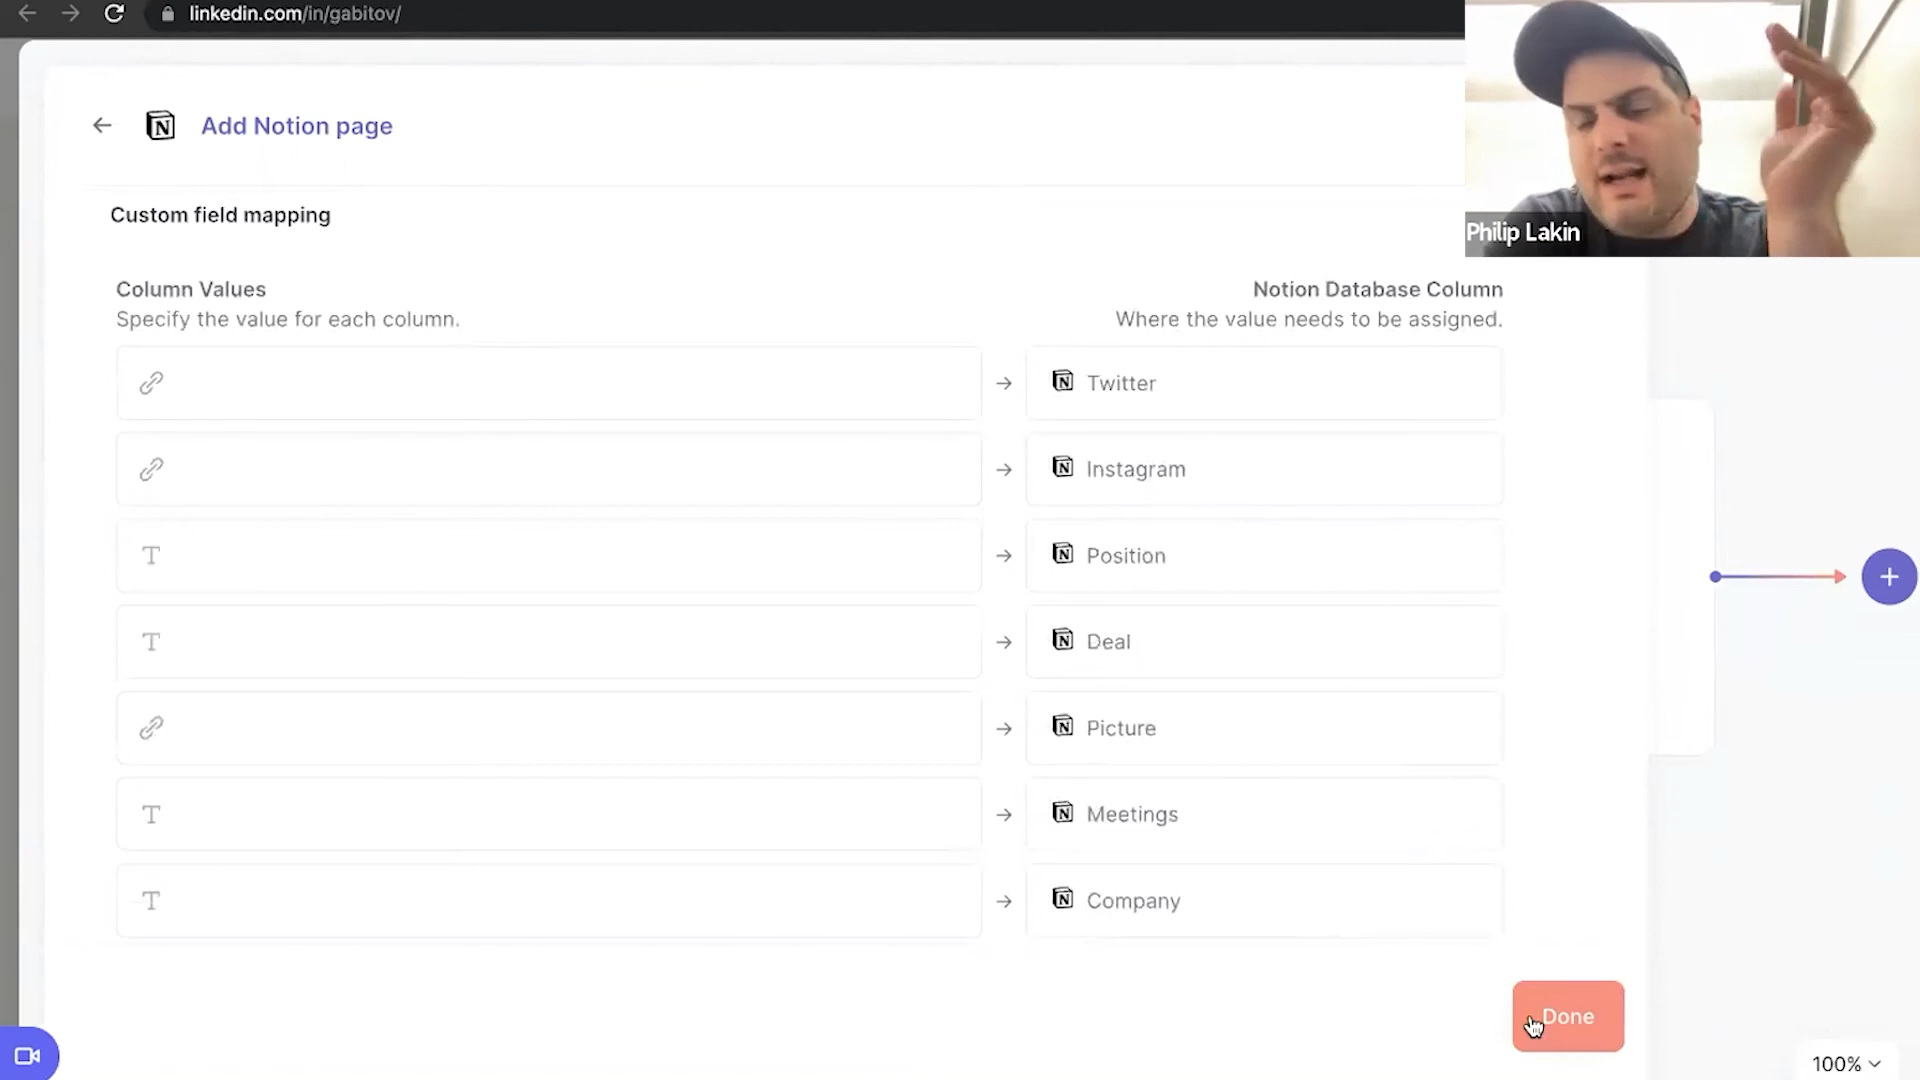 linkedin.com/in/gabitov/
Add Notion page
Custom field mapping
Column Values
Notion Database Column
Specify the value for each column.
Where the value needs to be assigned.
Twitter
Instagram
Position
Deal
Picture
Meetings
Company
Done
100%
Philip Lakin